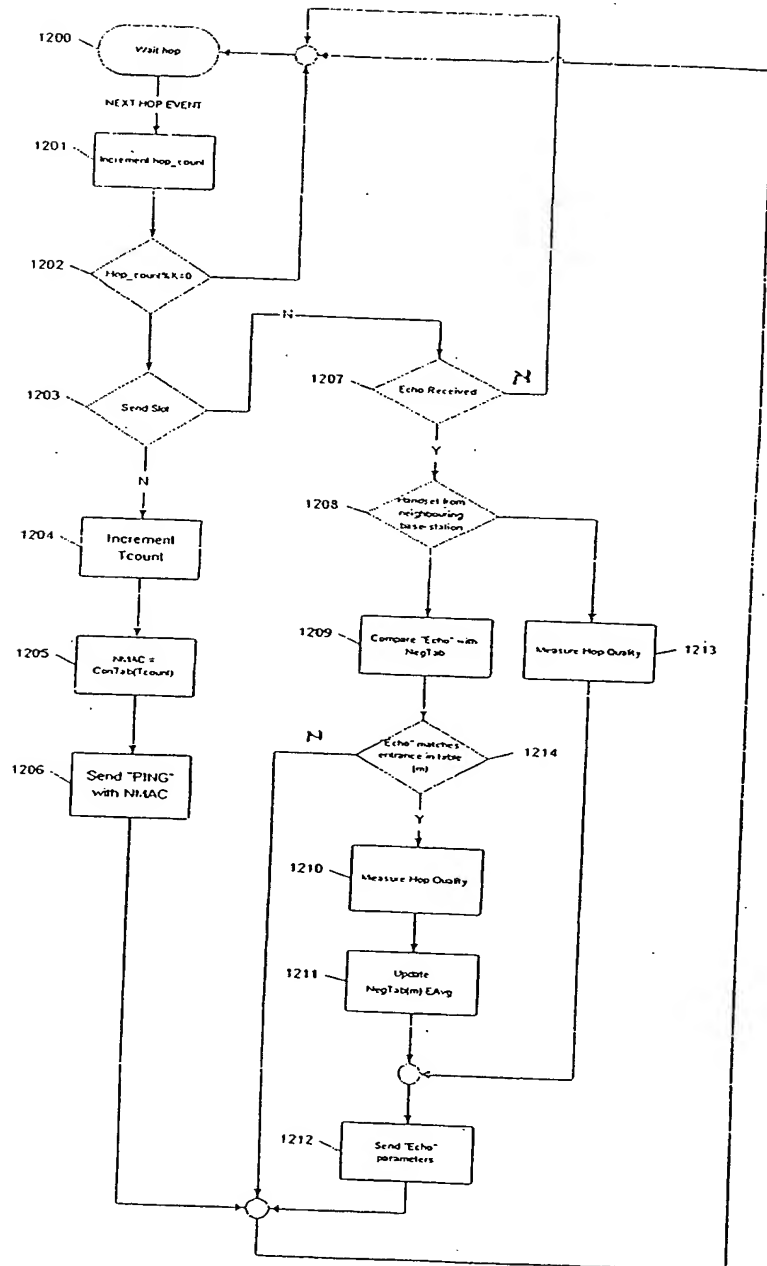 1200
Wait hop
NEXT HOP EVENT
1201
Increment hop_count
1202
Hop_count%K=0
N
1203
Send Slot
1207
Echo Received
N
N
Y
1204
Increment
Tcount
1208
Handset from
neighbouring
base-station
1205
NMAC =
ConTab(Tcount)
1209
Compare "Echo" with
NegTab
Measure Hop Quality
1213
1206
Send "PING"
with NMAC
N
"Echo" matches
entrance in table
(m)
1214
Y
1210
Measure Hop Quality
1211
Update
NegTab(m) EAvg
1212
Send "Echo"
parameters